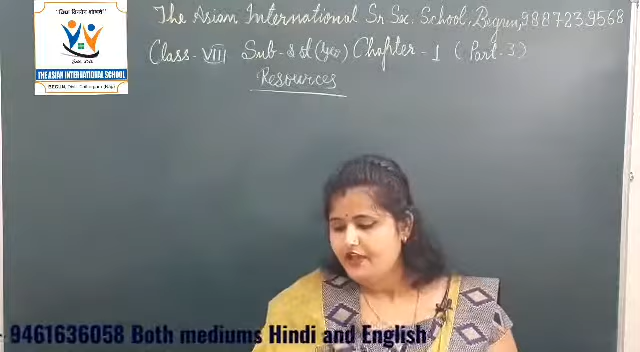 The Asian International Sr Sec. School, Begun, 9887239568
Class-VIII Sub-S st (Geo) Chapter-1 (Part-3)
Resources
THE ASIAN INTERNATIONAL SCHOOL
9461636058 Both mediums Hindi and English